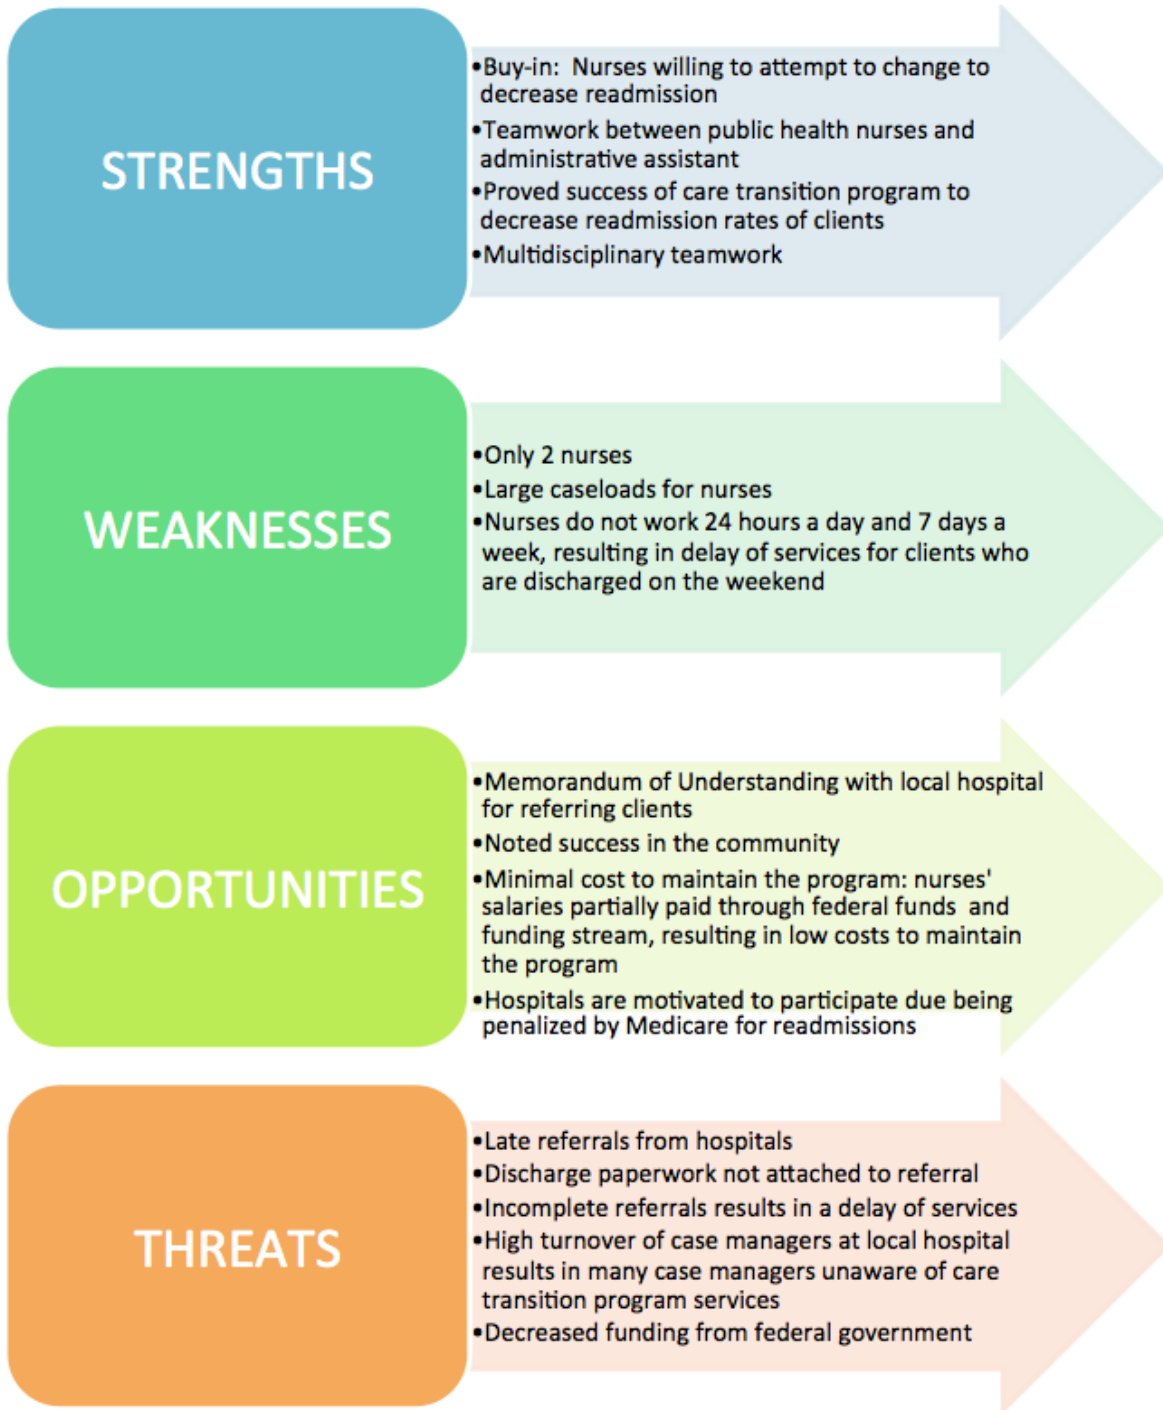 STRENGTHS
•Buy-in: Nurses willing to attempt to change to
decrease readmission
•Teamwork between public health nurses and
administrative assistant
•Proved success of care transition program to
decrease readmission rates of clients
•Multidisciplinary teamwork
WEAKNESSES
•Only 2 nurses
•Large caseloads for nurses
•Nurses do not work 24 hours a day and 7 days a
week, resulting in delay of services for clients who
are discharged on the weekend
OPPORTUNITIES
•Memorandum of Understanding with local hospital
for referring clients
•Noted success in the community
•Minimal cost to maintain the program: nurses'
salaries partially paid through federal funds and
funding stream, resulting in low costs to maintain
the program
•Hospitals are motivated to participate due being
penalized by Medicare for readmissions
THREATS
•Late referrals from hospitals
•Discharge paperwork not attached to referral
•Incomplete referrals results in a delay of services
•High turnover of case managers at local hospital
results in many case managers unaware of care
transition program services
•Decreased funding from federal government